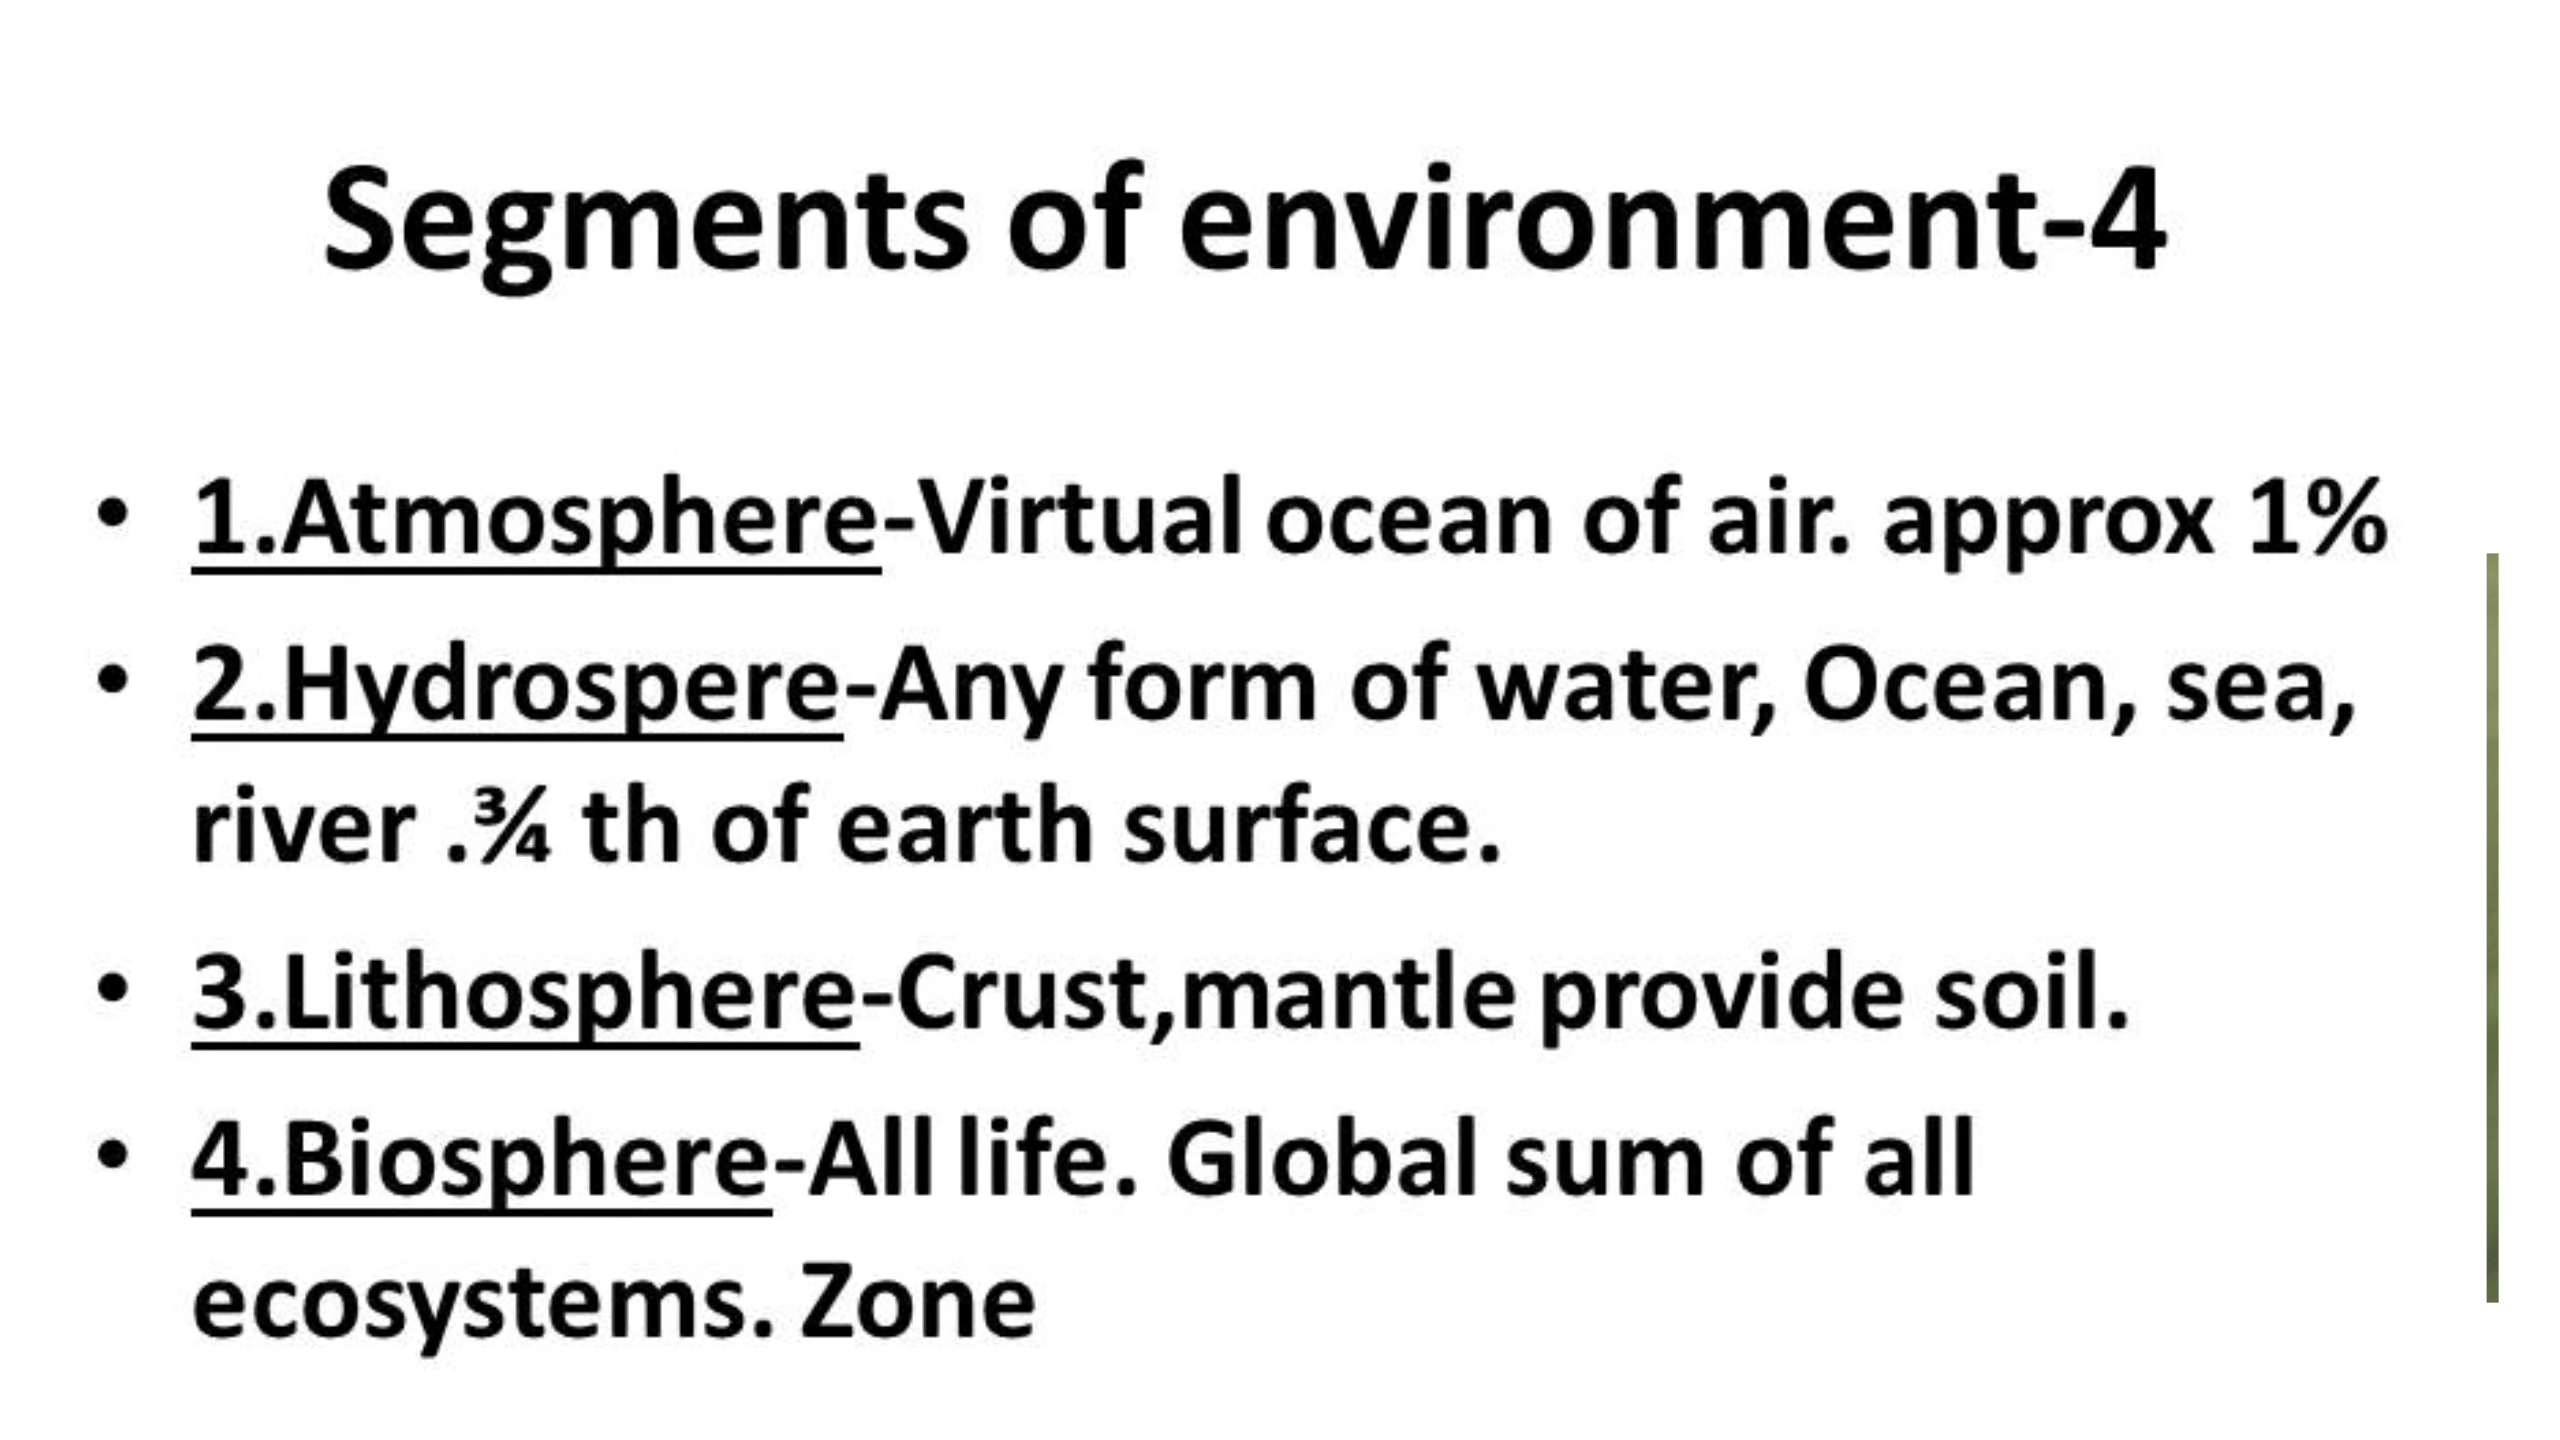 Segments of environment-4
• 1.Atmosphere-Virtual ocean of air. approx 1%
• 2.Hydrospere-Any form of water, Ocean, sea,
river .¾ th of earth surface.
• 3.Lithosphere-Crust,mantle provide soil.
• 4.Biosphere-All life. Global sum of all
ecosystems. Zone